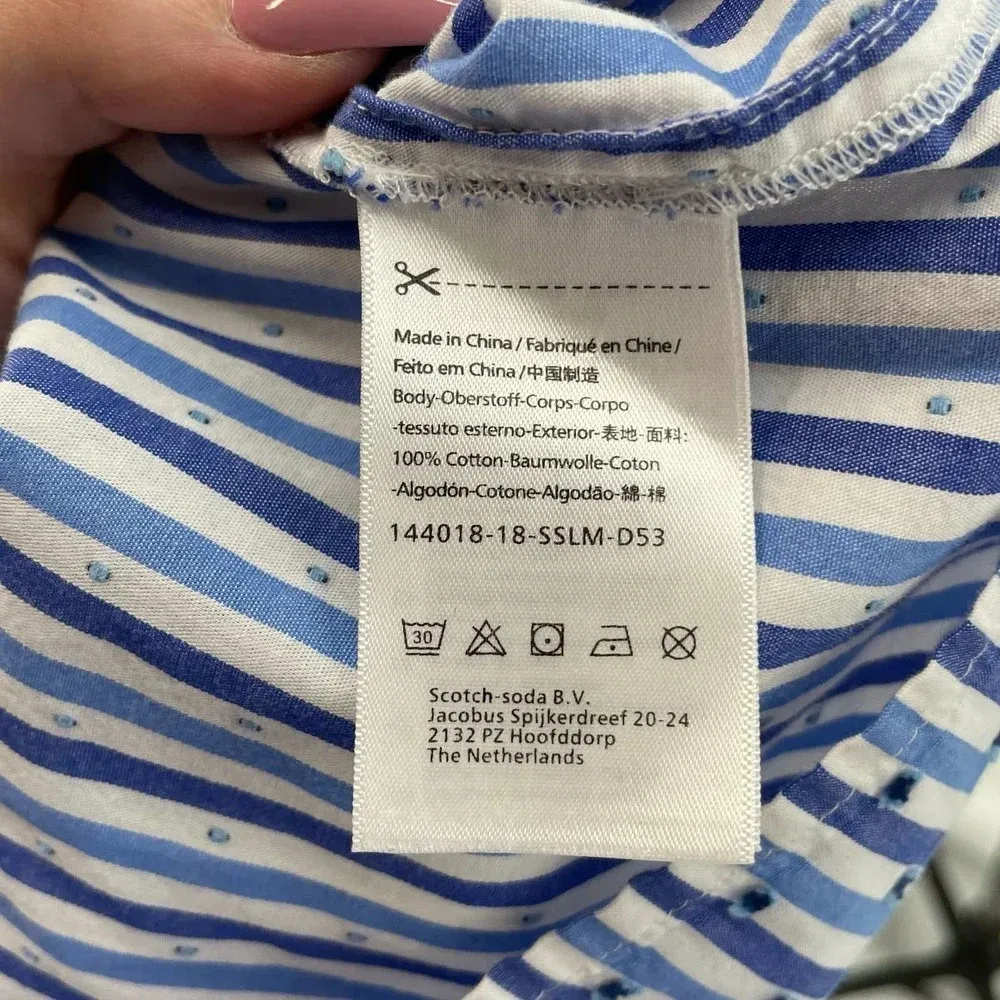 Made in China / Fabriqué en Chine /
Feito em China /中国制造
Body-Oberstoff-Corps-Corpo
-tessuto esterno-Exterior-表地-面料:
100% Cotton-Baumwolle-Coton
-Algodón-Cotone-Algodão-綿-棉
144018-18-SSLM-D53
30
Scotch-soda B.V.
Jacobus Spijkerdreef 20-24
2132 PZ Hoofddorp
The Netherlands